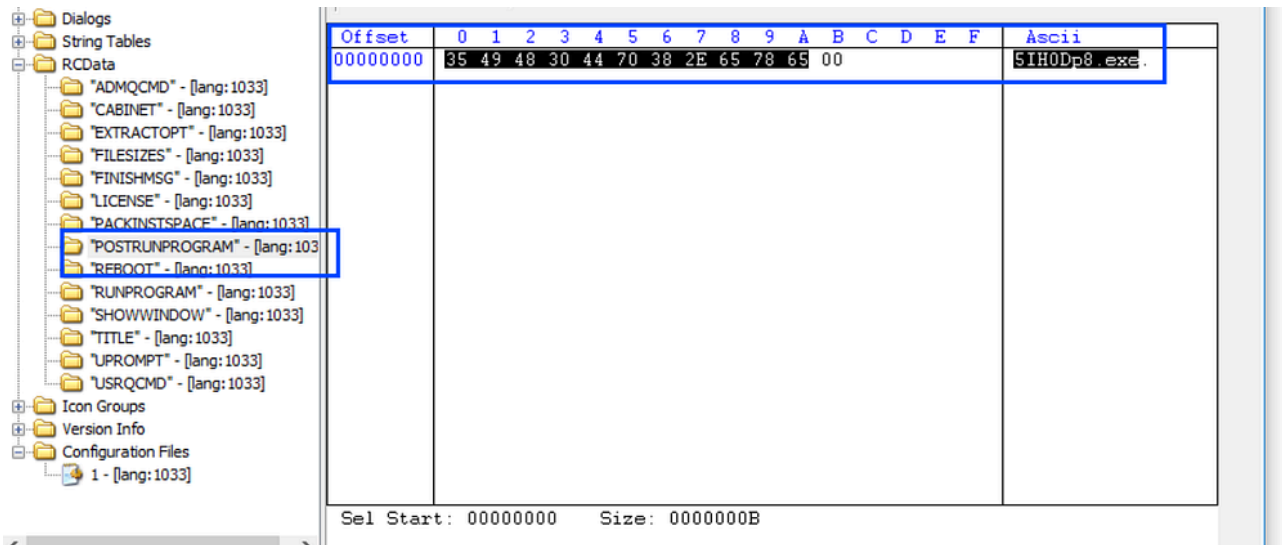 Dialogs
String Tables
RCData
"ADMQCMD" - [lang:1033]
"CABINET" - [lang:1033]
"EXTRACTOPT" - [lang:1033]
"FILESIZES" - [lang:1033]
"FINISHMSG" - [lang:1033]
"LICENSE" - [lang:1033]
"PACKINSTSPACE" - [lang:1033]
"POSTRUNPROGRAM" - [lang:103
"REBOOT" - [lang:1033]
"RUNPROGRAM" - [lang:1033]
"SHOWWINDOW" - [lang:1033]
"TITLE" - [lang:1033]
"UPROMPT" - [lang:1033]
"USRQCMD" - [lang:1033]
Icon Groups
Version Info
Configuration Files
1 - [lang:1033]
Offset 0 1 2 3 4 5 6 7 8 9 A B C D E F Ascii
00000000 35 49 48 30 44 70 38 2E 65 78 65 00 5IH0Dp8.exe.
Sel Start: 00000000 Size: 0000000B